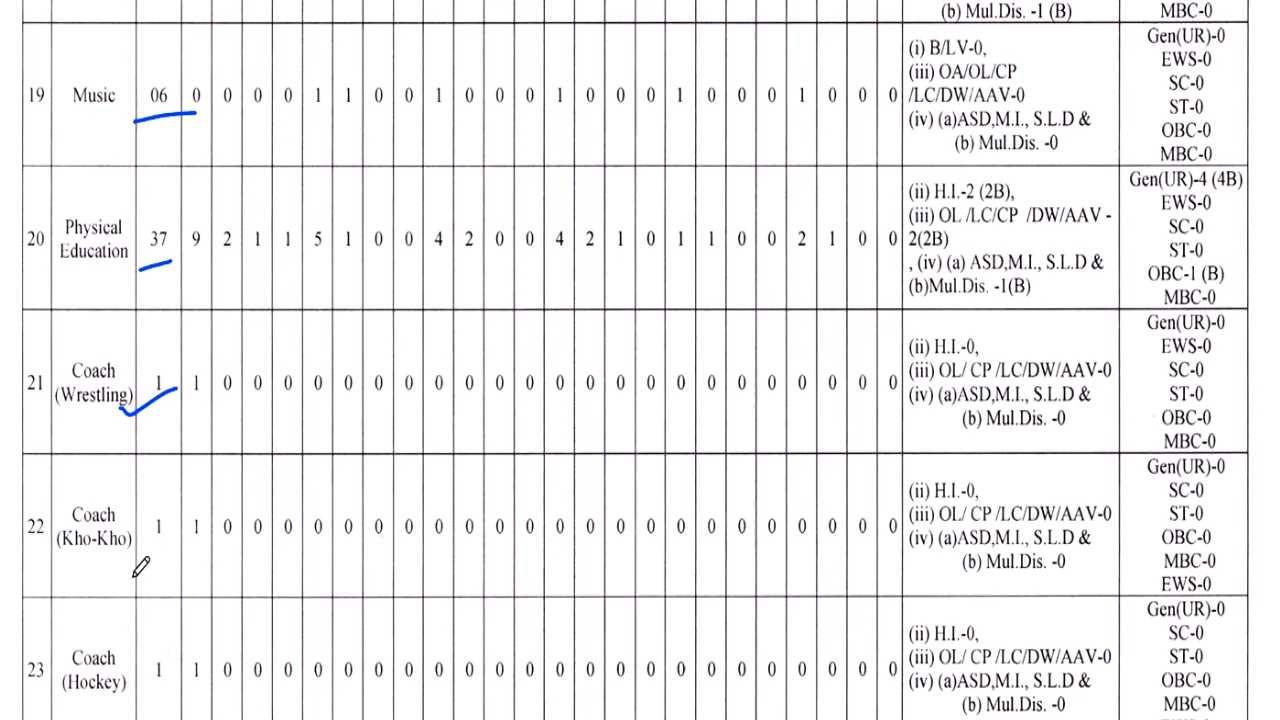 (b) Mul.Dis. -1 (B) MBC-0
19 Music 06 0 0 0 0 1 1 0 0 1 0 0 0 1 0 0 0 1 0 0 0 1 0 0 0
(i) B/LV-0,
(iii) OA/OL/CP
/LC/DW/AAV-0
(iv) (a)ASD,M.I., S.L.D &
(b) Mul.Dis. -0
Gen(UR)-0
EWS-0
SC-0
ST-0
OBC-0
MBC-0
20 Physical
Education 37 9 2 1 1 5 1 0 0 4 2 0 0 4 2 1 0 1 1 0 0 2 1 0 0
(ii) H.I.-2 (2B),
(iii) OL /LC/CP /DW/AAV -
2(2B)
, (iv) (a) ASD,M.I., S.L.D &
(b)Mul.Dis. -1(B)
Gen(UR)-4 (4B)
EWS-0
SC-0
ST-0
OBC-1 (B)
MBC-0
21 Coach
(Wrestling) 1 1 0 0 0 0 0 0 0 0 0 0 0 0 0 0 0 0 0 0 0 0 0 0 0
(ii) H.I.-0,
(iii) OL/ CP /LC/DW/AAV-0
(iv) (a)ASD,M.I., S.L.D &
(b) Mul.Dis. -0
Gen(UR)-0
EWS-0
SC-0
ST-0
OBC-0
MBC-0
22 Coach
(Kho-Kho) 1 1 0 0 0 0 0 0 0 0 0 0 0 0 0 0 0 0 0 0 0 0 0 0 0
(ii) H.I.-0,
(iii) OL/ CP /LC/DW/AAV-0
(iv) (a)ASD,M.I., S.L.D &
(b) Mul.Dis. -0
Gen(UR)-0
SC-0
ST-0
OBC-0
MBC-0
EWS-0
23 Coach
(Hockey) 1 1 0 0 0 0 0 0 0 0 0 0 0 0 0 0 0 0 0 0 0 0 0 0 0
(ii) H.I.-0,
(iii) OL/ CP /LC/DW/AAV-0
(iv) (a)ASD,M.I., S.L.D &
(b) Mul.Dis. -0
Gen(UR)-0
SC-0
ST-0
OBC-0
MBC-0